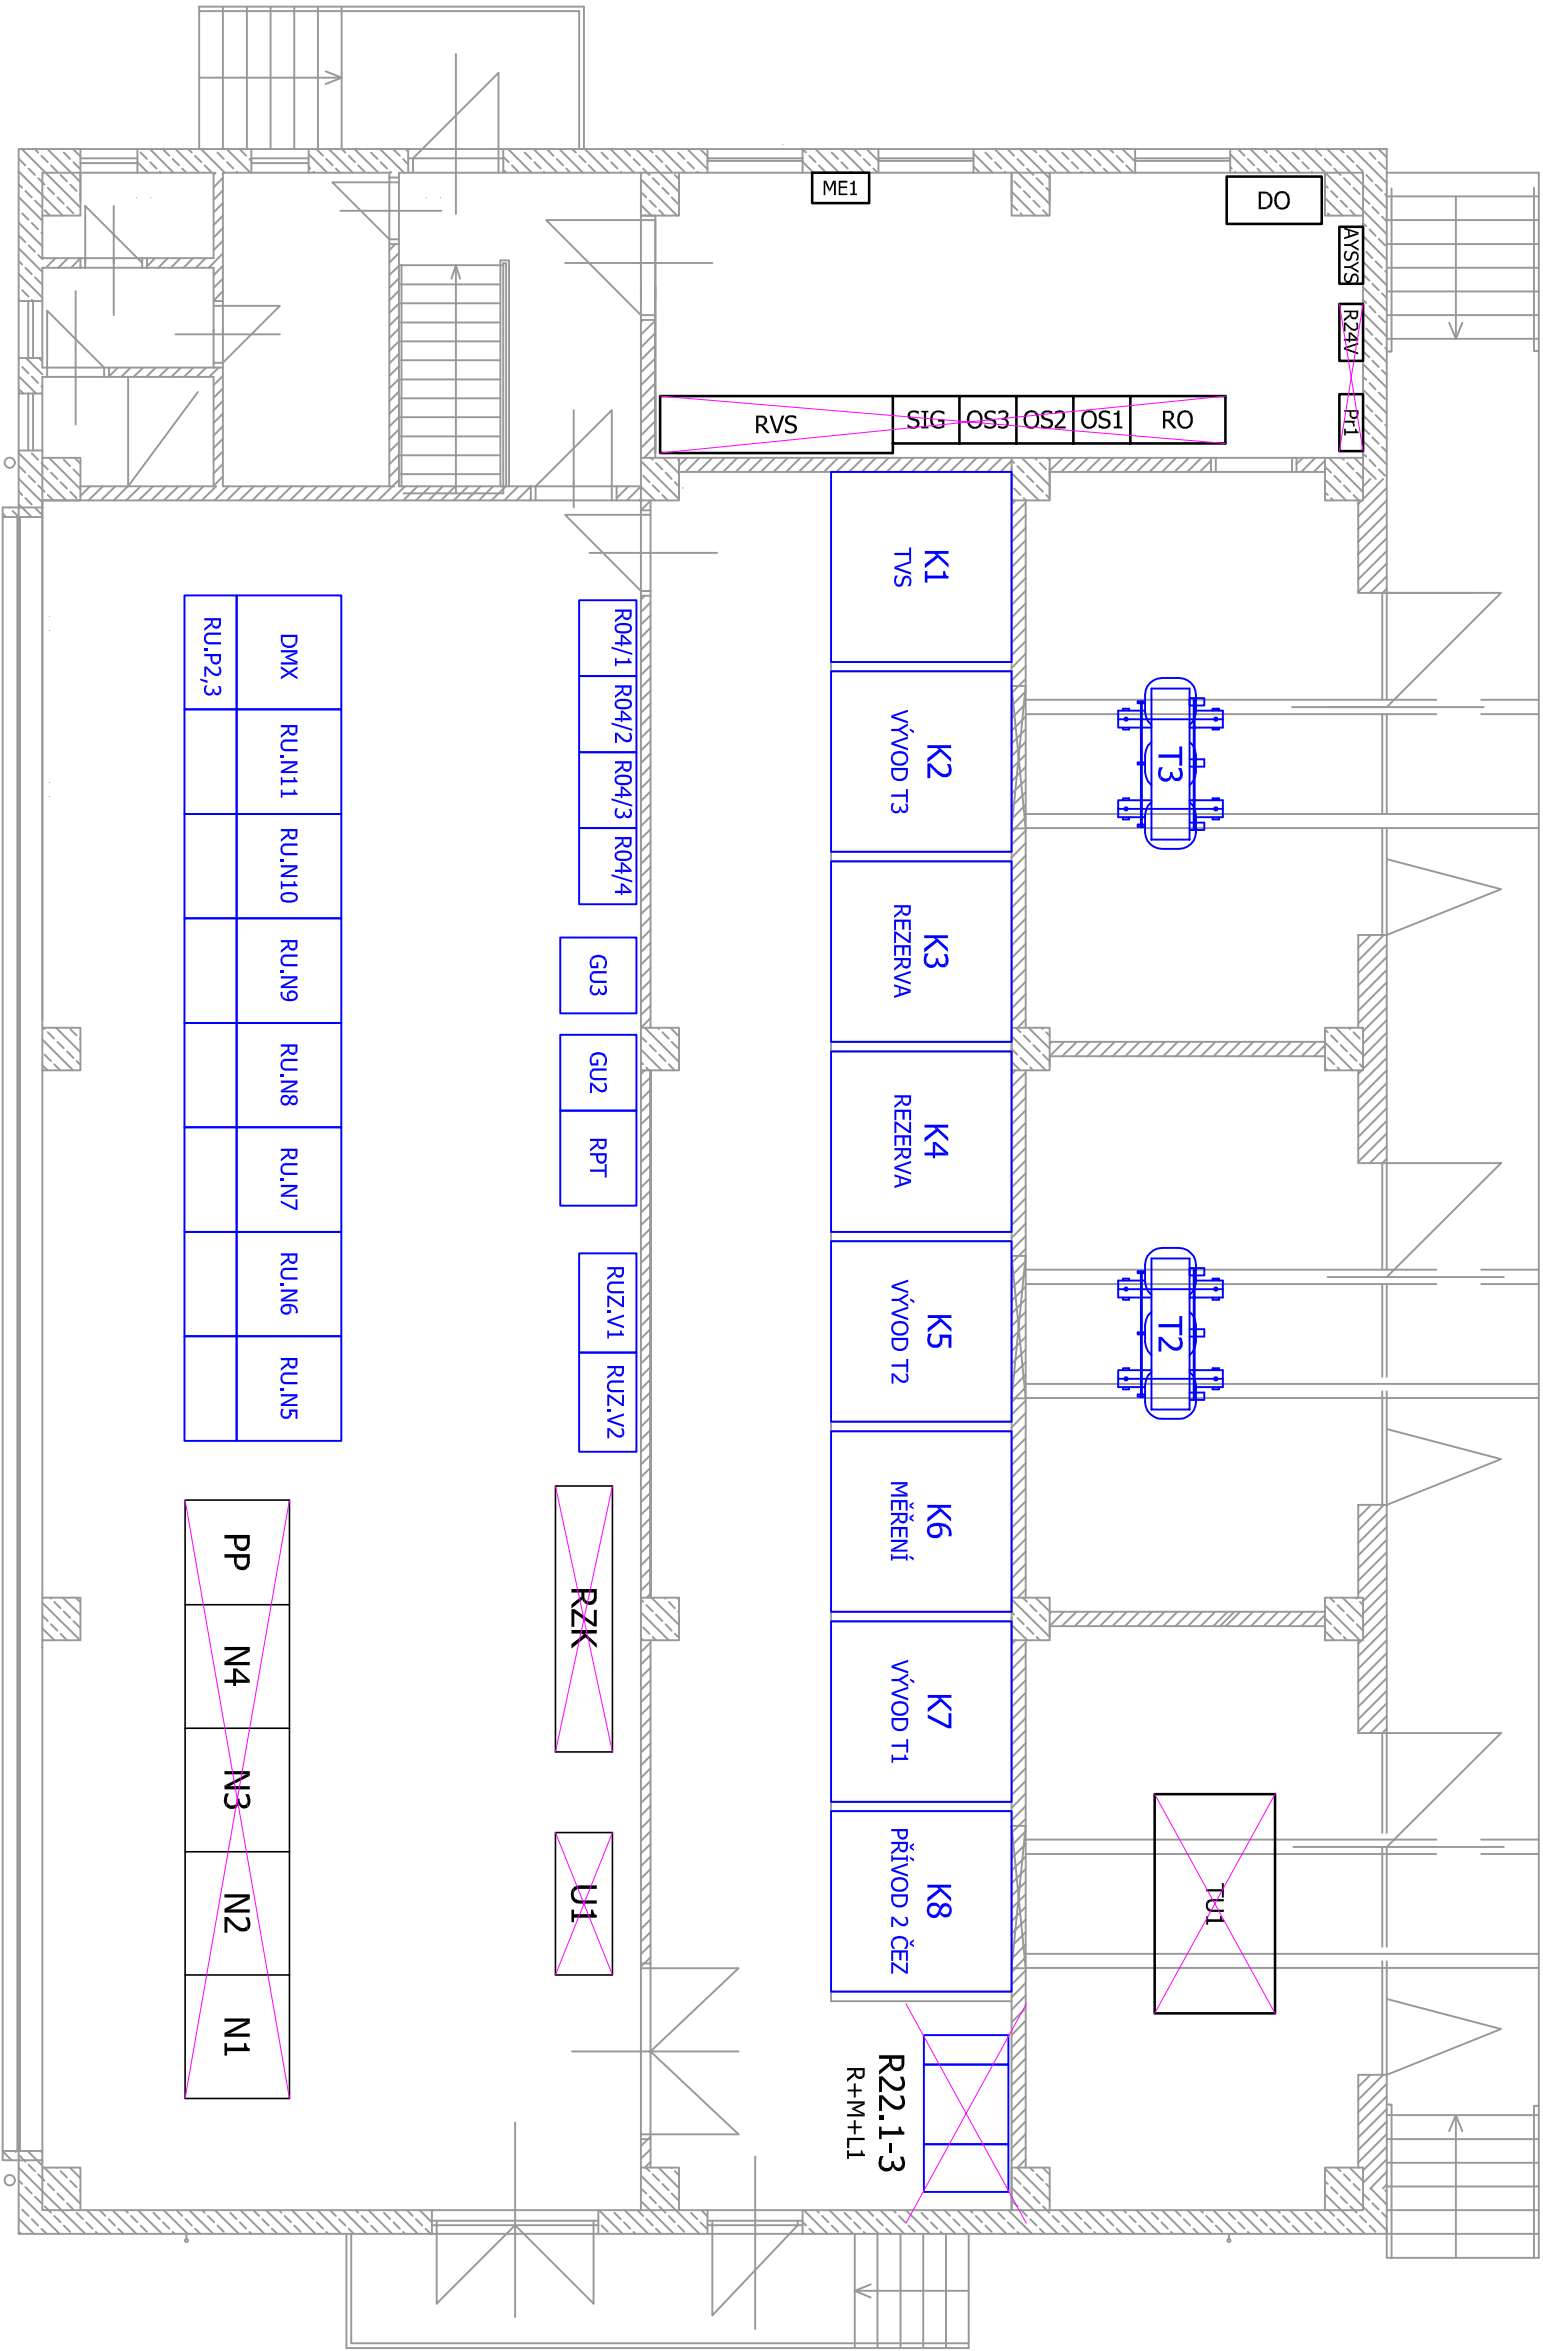 ME1
DO
AYSYS
R24V
Pr1
RVS
SIG
OS3
OS2
OS1
RO
K1
TVS
K2
VÝVOD T3
K3
REZERVA
K4
REZERVA
K5
VÝVOD T2
K6
MĚŘENÍ
K7
VÝVOD T1
K8
PŘÍVOD 2 ČEZ
T3
T2
TU1
R04/1
R04/2
R04/3
R04/4
GU3
GU2
RPT
RUZ.V1
RUZ.V2
RZK
U1
DMX
RU.P2,3
RU.N11
RU.N10
RU.N9
RU.N8
RU.N7
RU.N6
RU.N5
PP
N4
N3
N2
N1
R22.1-3
R+M+L1